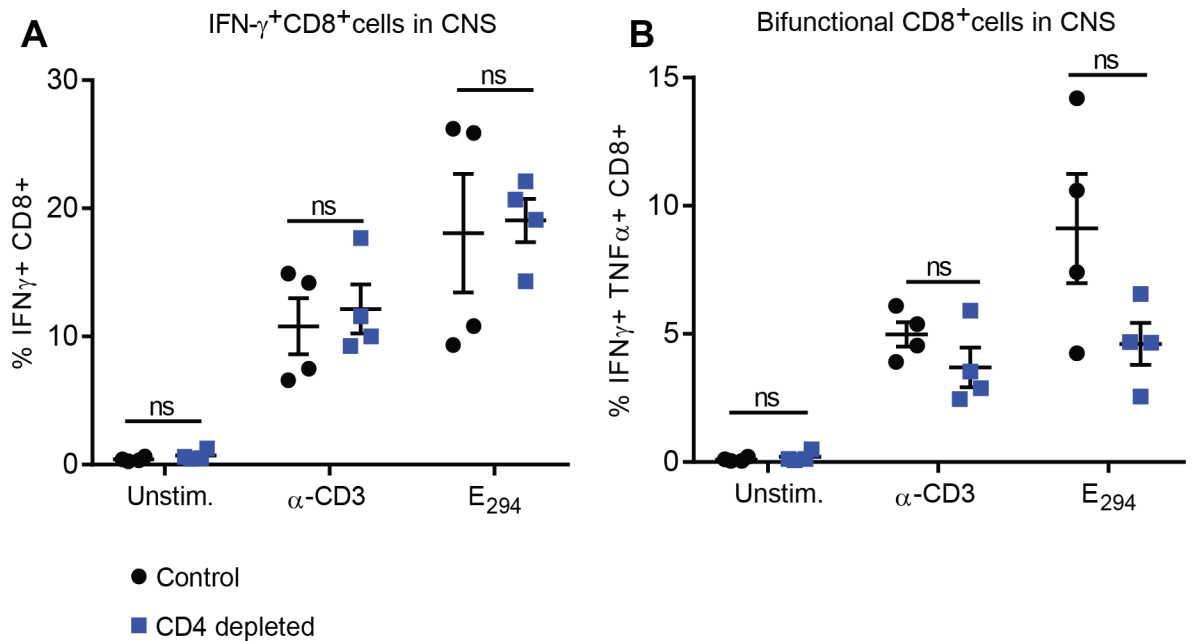 A
IFN-γ+CD8+cells in CNS
% IFNγ+ CD8+
30
20
10
0
ns
ns
ns
Unstim.
α-CD3
E294
B
Bifunctional CD8+cells in CNS
% IFNγ+ TNFα+ CD8+
15
10
5
0
ns
ns
ns
Unstim.
α-CD3
E294
Control
CD4 depleted